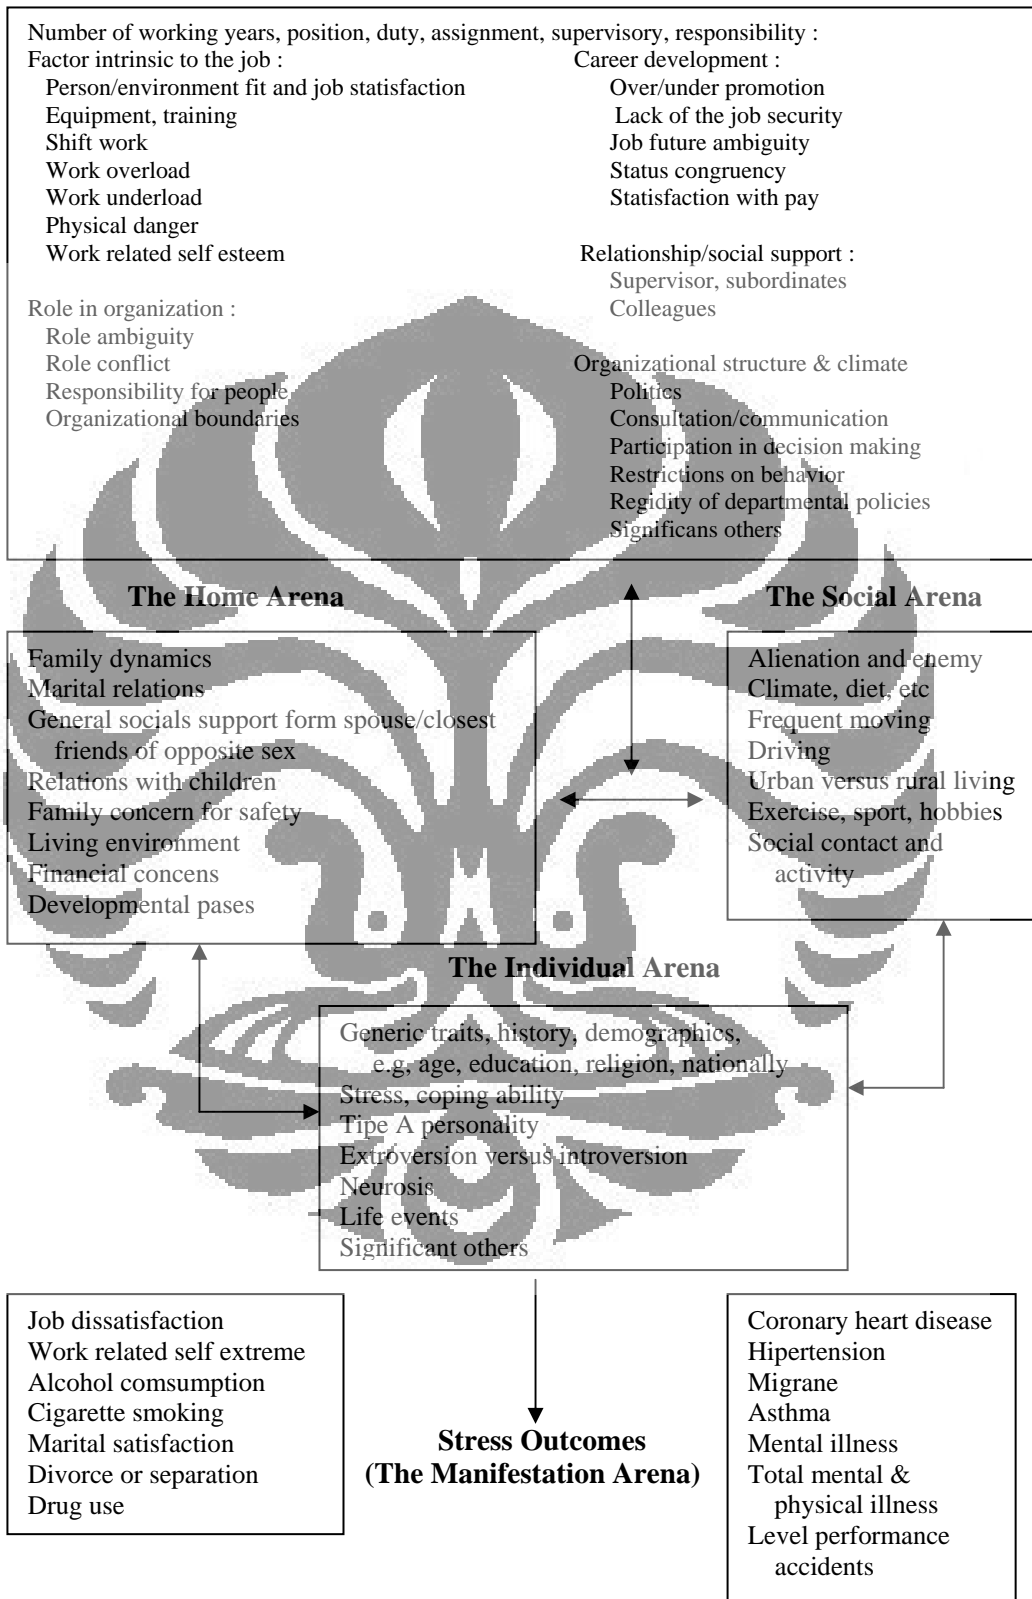 Number of working years, position, duty, assignment, supervisory, responsibility :
Factor intrinsic to the job :
Person/environment fit and job statisfaction
Equipment, training
Shift work
Work overload
Work underload
Physical danger
Work related self esteem
Role in organization :
Role ambiguity
Role conflict
Responsibility for people
Organizational boundaries
Career development :
Over/under promotion
Lack of the job security
Job future ambiguity
Status congruency
Statisfaction with pay
Relationship/social support :
Supervisor, subordinates
Colleagues
Organizational structure & climate
Politics
Consultation/communication
Participation in decision making
Restrictions on behavior
Regidity of departmental policies
Significans others
The Home Arena
Family dynamics
Marital relations
General socials support form spouse/closest
friends of opposite sex
Relations with children
Family concern for safety
Living environment
Financial concens
Developmental pases
The Social Arena
Alienation and enemy
Climate, diet, etc
Frequent moving
Driving
Urban versus rural living
Exercise, sport, hobbies
Social contact and
activity
The Individual Arena
Generic traits, history, demographics,
e.g, age, education, religion, nationally
Stress, coping ability
Tipe A personality
Extroversion versus introversion
Neurosis
Life events
Significant others
Job dissatisfaction
Work related self extreme
Alcohol comsumption
Cigarette smoking
Marital satisfaction
Divorce or separation
Drug use
Stress Outcomes
(The Manifestation Arena)
Coronary heart disease
Hipertension
Migrane
Asthma
Mental illness
Total mental &
physical illness
Level performance
accidents